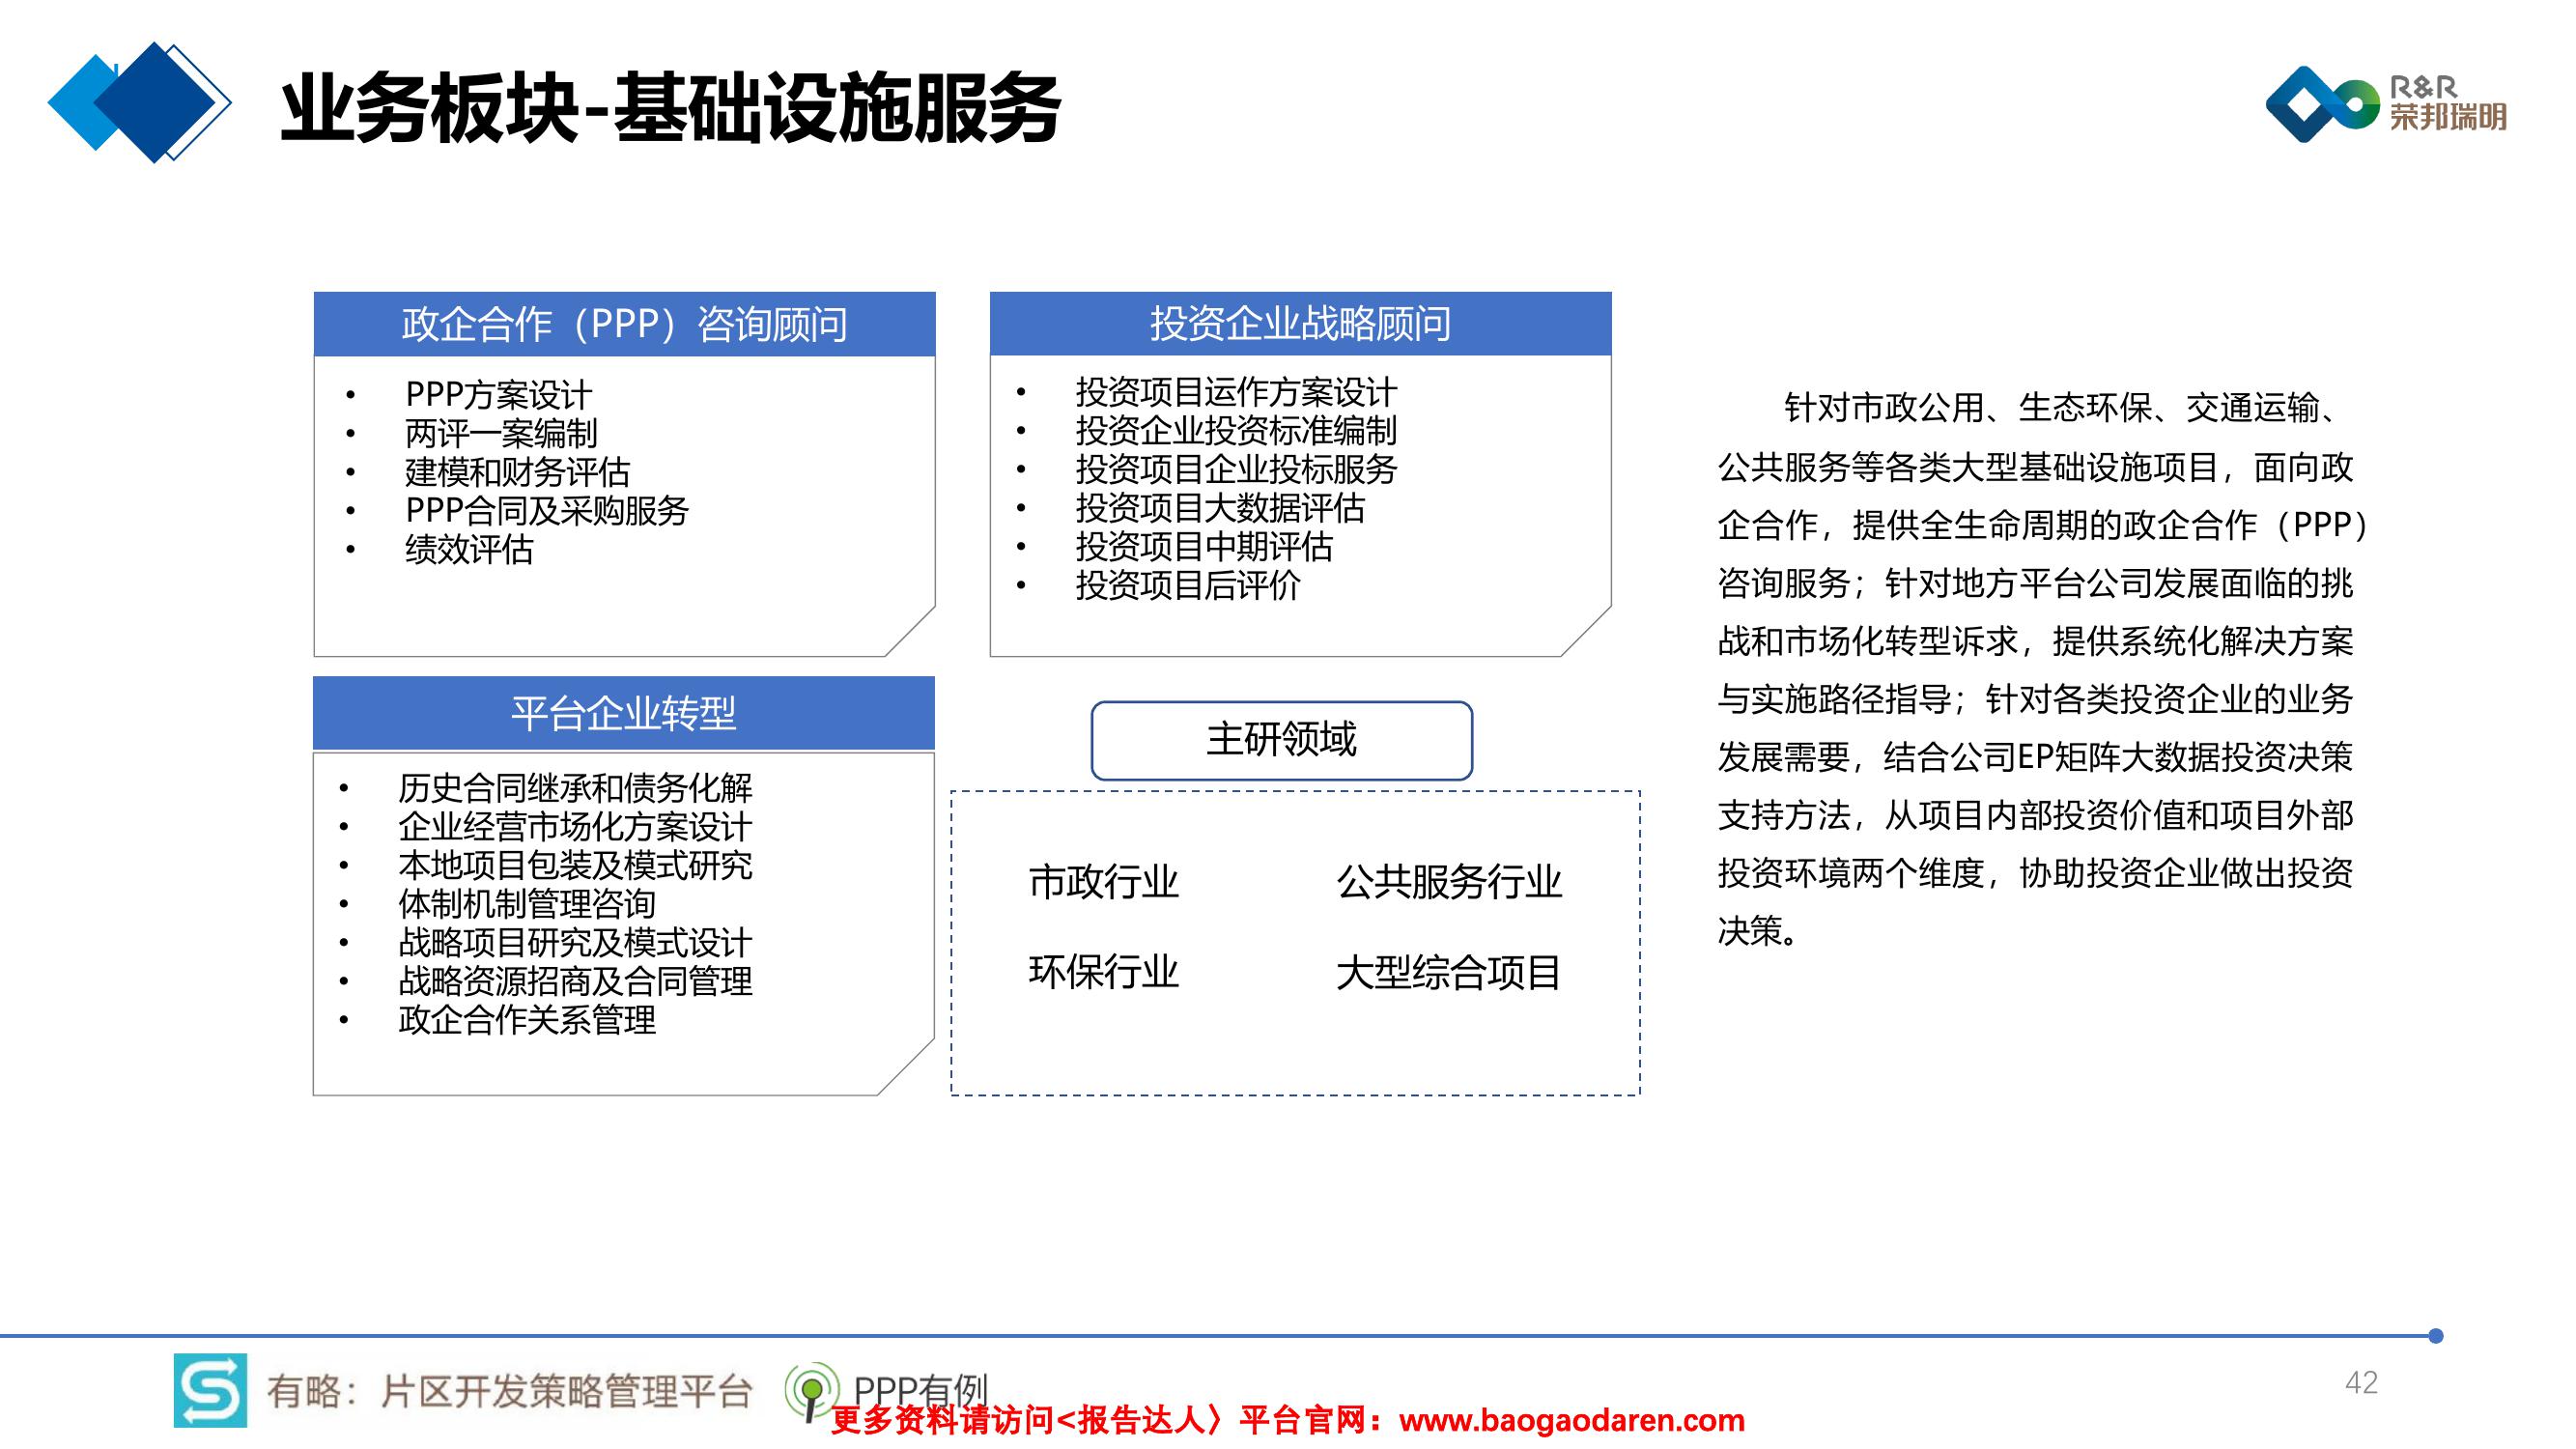 业务板块-基础设施服务
R&R
荣邦瑞明
政企合作（PPP）咨询顾问
• PPP方案设计
• 两评一案编制
• 建模和财务评估
• PPP合同及采购服务
• 绩效评估
投资企业战略顾问
• 投资项目运作方案设计
• 投资企业投资标准编制
• 投资项目企业投标服务
• 投资项目大数据评估
• 投资项目中期评估
• 投资项目后评价
平台企业转型
• 历史合同继承和债务化解
• 企业经营市场化方案设计
• 本地项目包装及模式研究
• 体制机制管理咨询
• 战略项目研究及模式设计
• 战略资源招商及合同管理
• 政企合作关系管理
主研领域
市政行业 公共服务行业
环保行业 大型综合项目
针对市政公用、生态环保、交通运输、
公共服务等各类大型基础设施项目，面向政
企合作，提供全生命周期的政企合作（PPP）
咨询服务；针对地方平台公司发展面临的挑
战和市场化转型诉求，提供系统化解决方案
与实施路径指导；针对各类投资企业的业务
发展需要，结合公司EP矩阵大数据投资决策
支持方法，从项目内部投资价值和项目外部
投资环境两个维度，协助投资企业做出投资
决策。
有略：片区开发策略管理平台
PPP有例
更多资料请访问<报告达人〉平台官网：www.baogaodaren.com
42